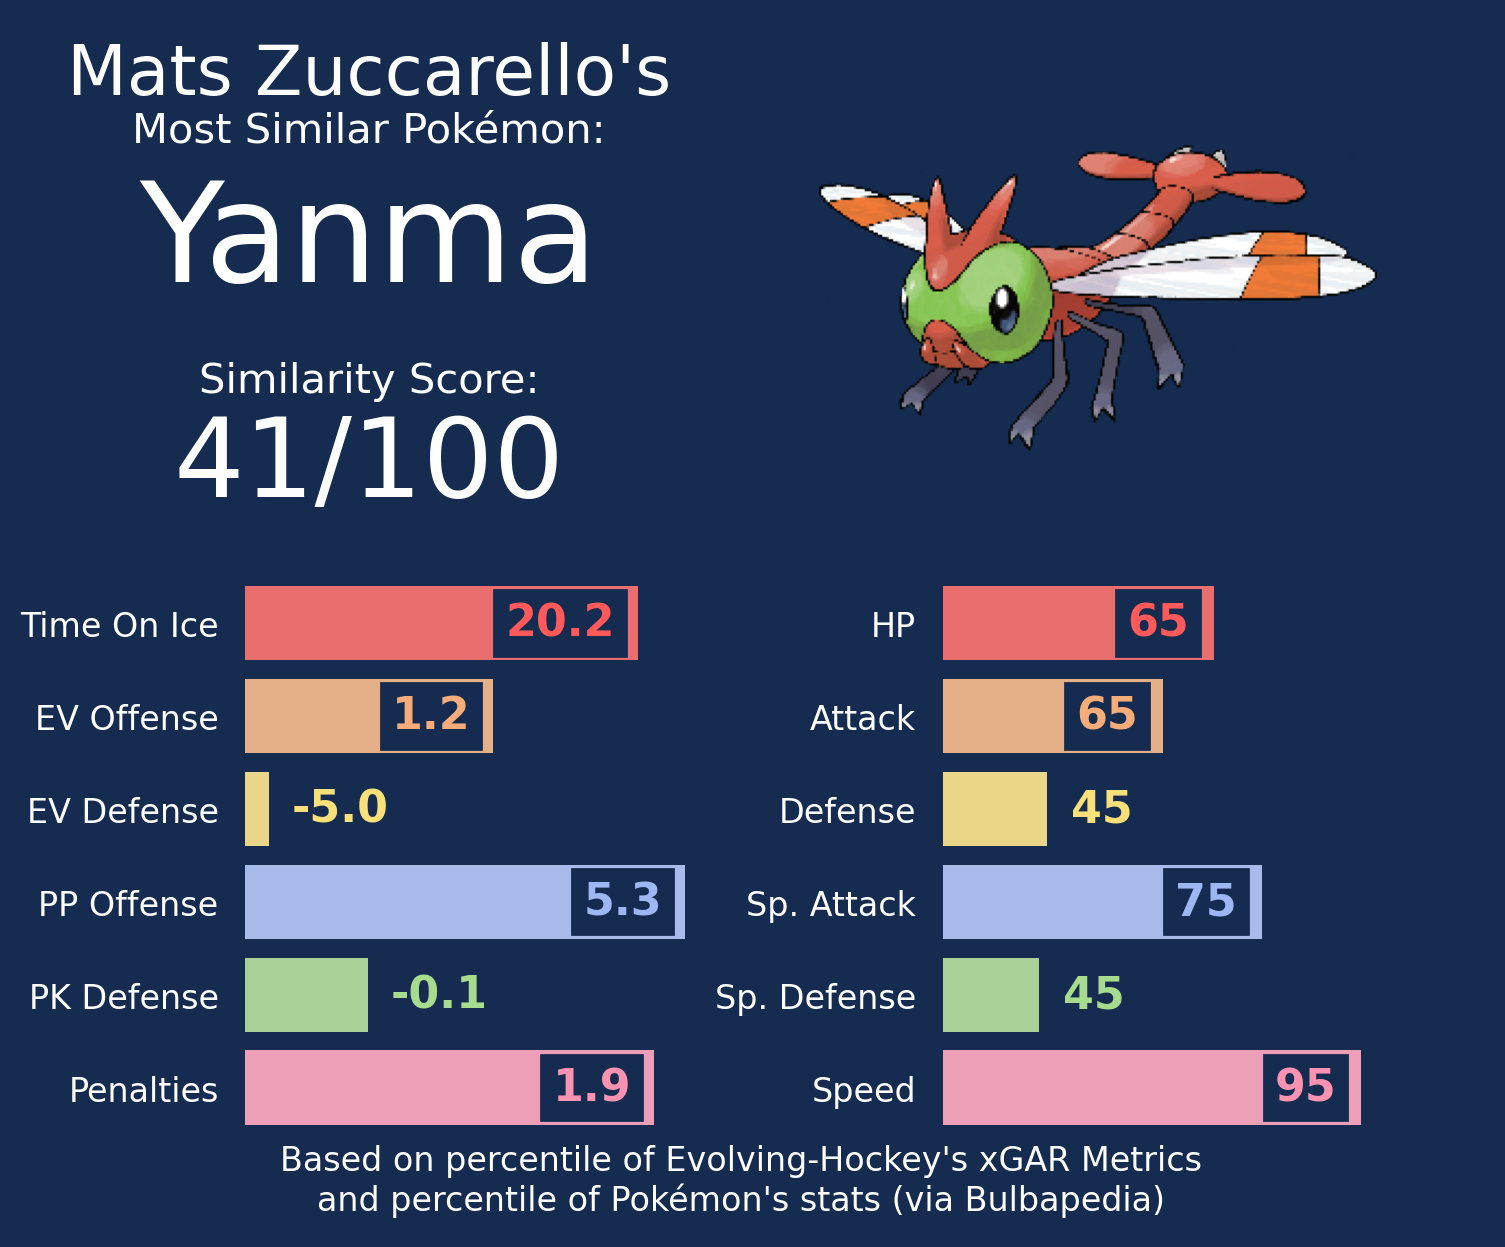 Mats Zuccarello's
Most Similar Pokémon:
Yanma
Similarity Score:
41/100
Time On Ice 20.2
EV Offense 1.2
EV Defense -5.0
PP Offense 5.3
PK Defense -0.1
Penalties 1.9
HP 65
Attack 65
Defense 45
Sp. Attack 75
Sp. Defense 45
Speed 95
Based on percentile of Evolving-Hockey's xGAR Metrics
and percentile of Pokémon's stats (via Bulbapedia)